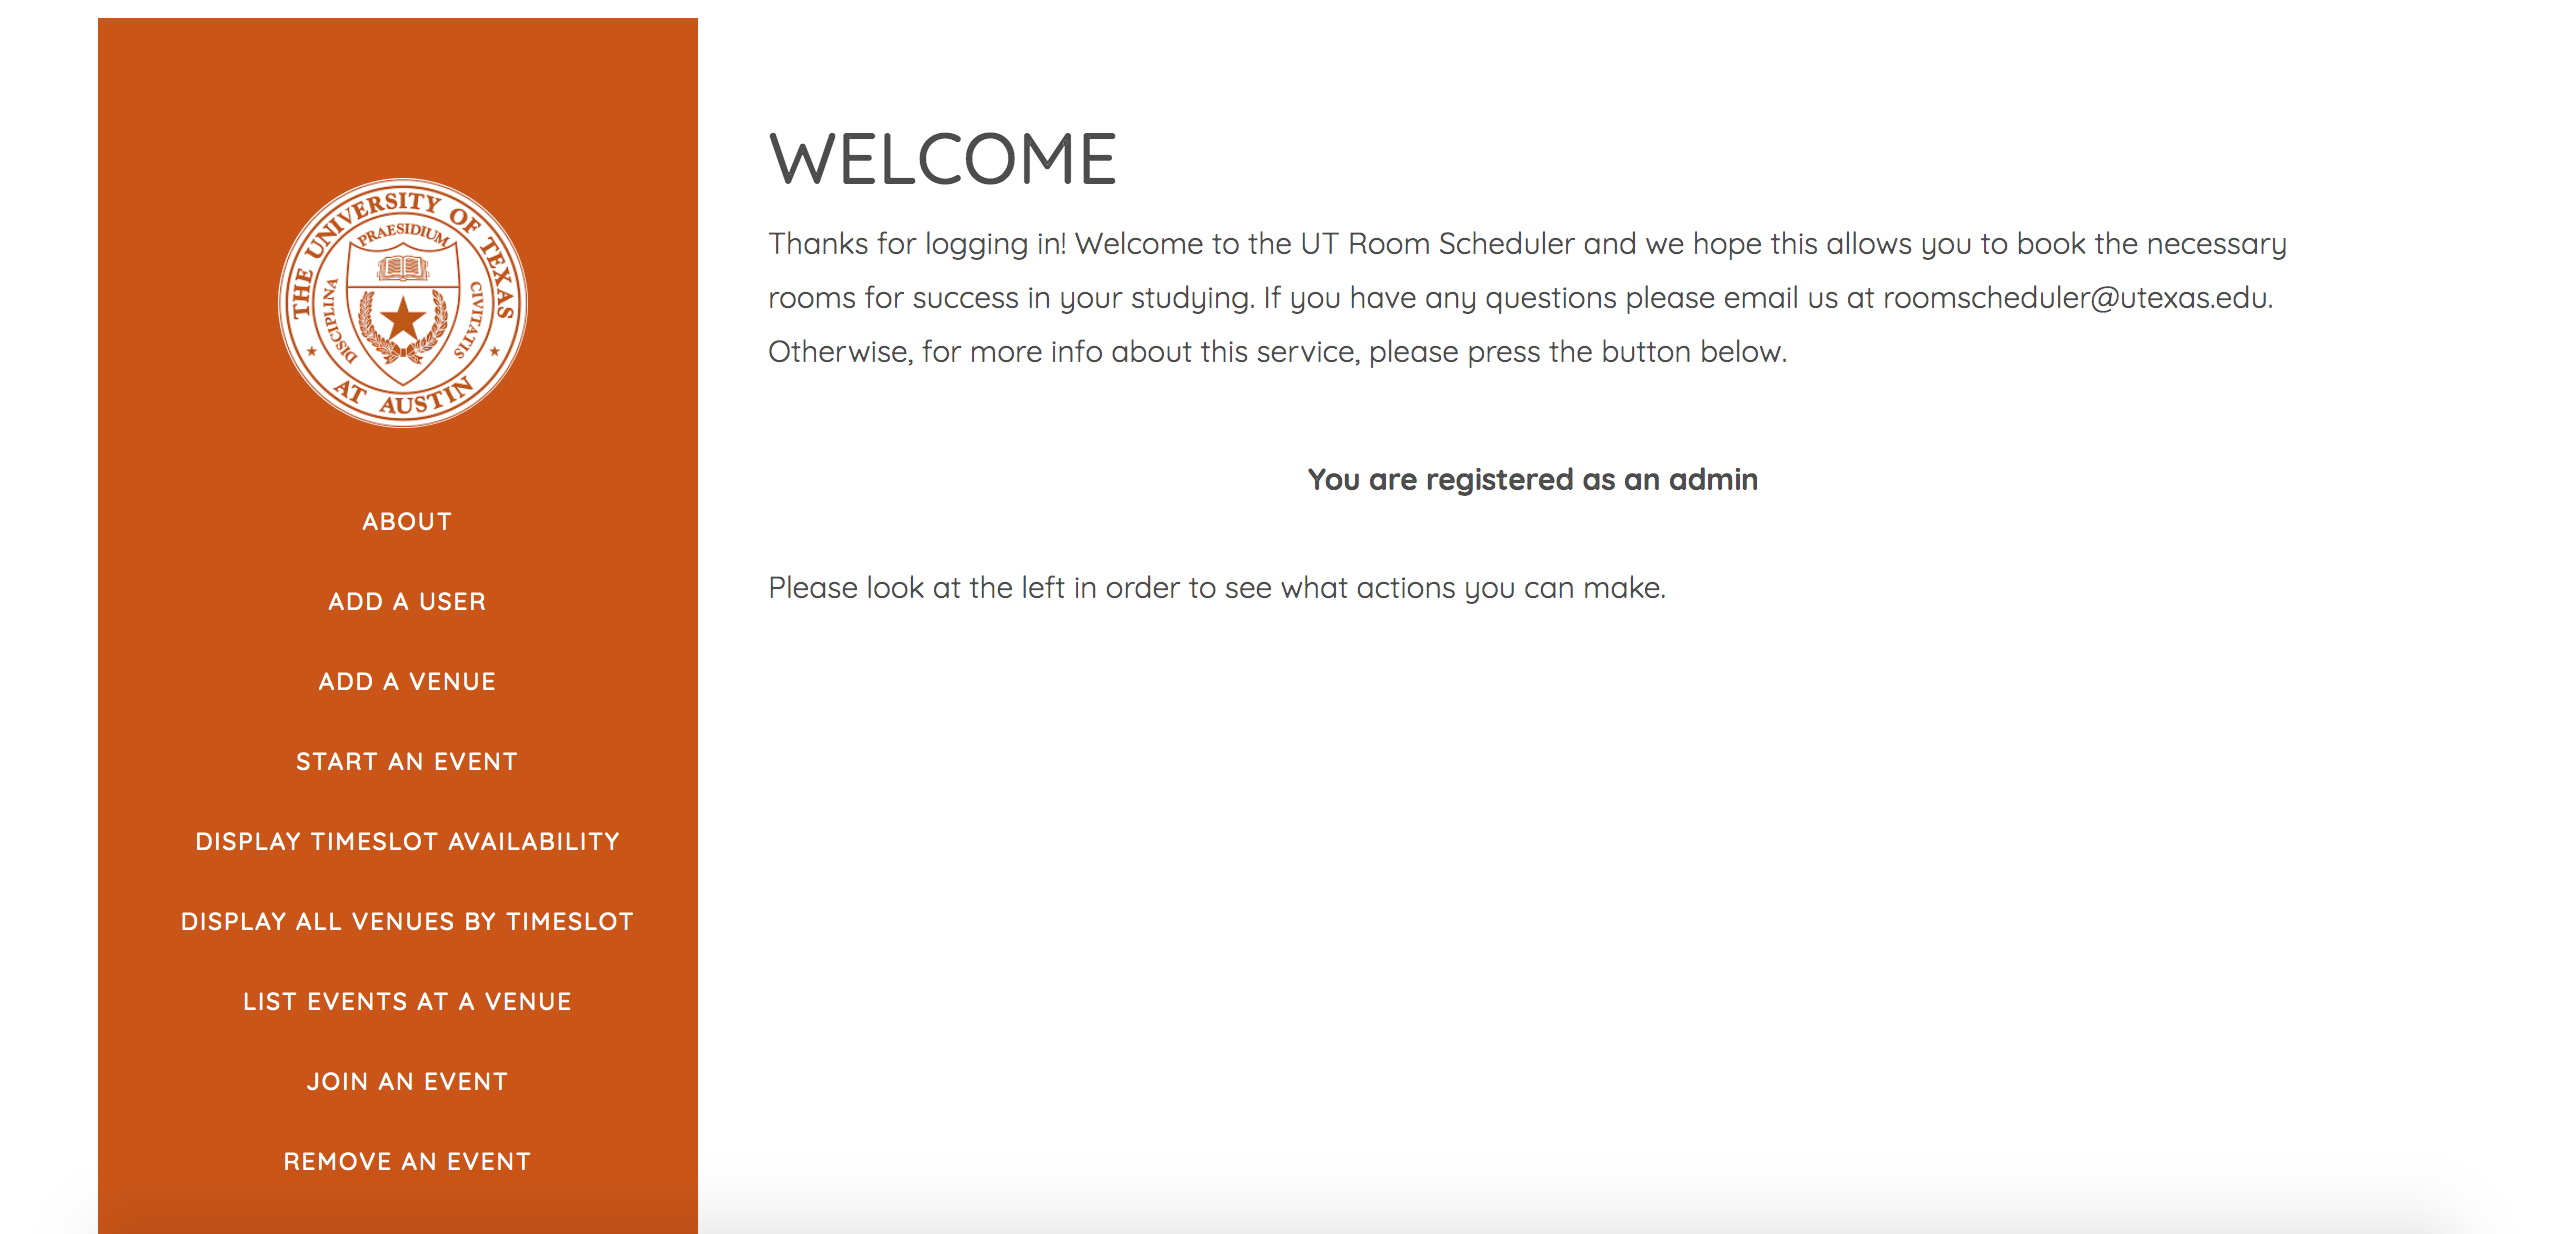 THE UNIVERSITY OF TEXAS
AT AUSTIN
PRAESIDIUM
DISCIPLINA
CIVITATIS
ABOUT
ADD A USER
ADD A VENUE
START AN EVENT
DISPLAY TIMESLOT AVAILABILITY
DISPLAY ALL VENUES BY TIMESLOT
LIST EVENTS AT A VENUE
JOIN AN EVENT
REMOVE AN EVENT
WELCOME
Thanks for logging in! Welcome to the UT Room Scheduler and we hope this allows you to book the necessary
rooms for success in your studying. If you have any questions please email us at roomscheduler@utexas.edu.
Otherwise, for more info about this service, please press the button below.
You are registered as an admin
Please look at the left in order to see what actions you can make.